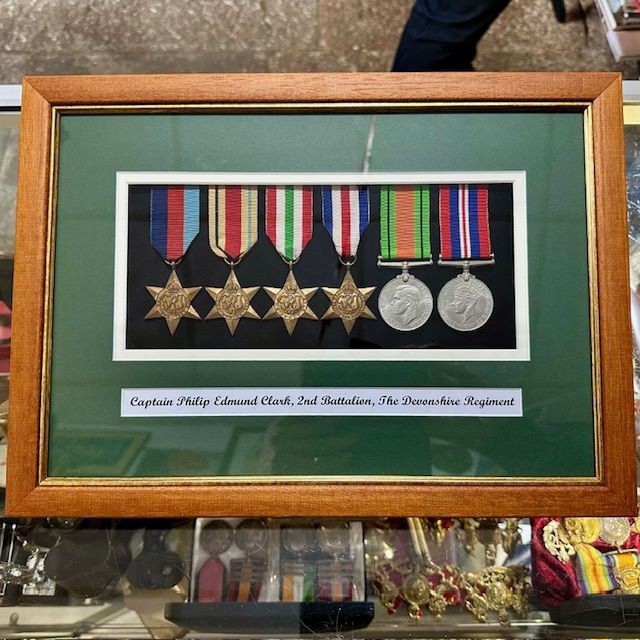 Captain Philip Edmund Clark, 2nd Battalion, The Devonshire Regiment